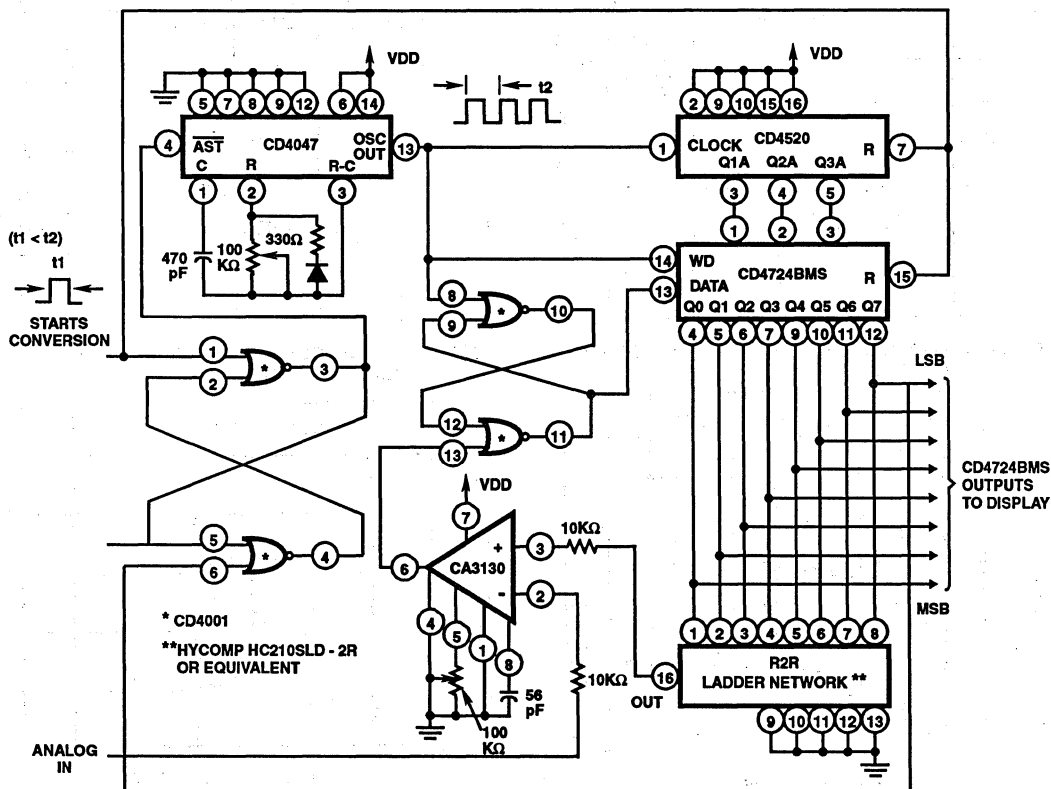 VDD
VDD
5 7 8 9 12 6 14
t2
2 9 10 15 16
4 AST CD4047 OSC OUT 13
C R R-C
1 CLOCK CD4520 R 7
Q1A Q2A Q3A
1 2 3
3 4 5
1 2 3
(t1 < t2)
t1
STARTS CONVERSION
470 pF
100 KΩ
330Ω
14 WD CD4724BMS R 15
13 DATA
Q0 Q1 Q2 Q3 Q4 Q5 Q6 Q7
4 5 6 7 9 10 11 12
8
9
*
10
1
2
*
3
12
13
*
11
LSB
CD4724BMS
OUTPUTS
TO DISPLAY
MSB
5
6
*
4
VDD
7
6 CA3130 + 3 10KΩ
- 2
4 5 1 8
10KΩ
56 pF
100 KΩ
* CD4001
**HYCOMP HC210SLD - 2R
OR EQUIVALENT
1 2 3 4 5 6 7 8
16 R2R
LADDER NETWORK **
OUT
9 10 11 12 13
ANALOG
IN